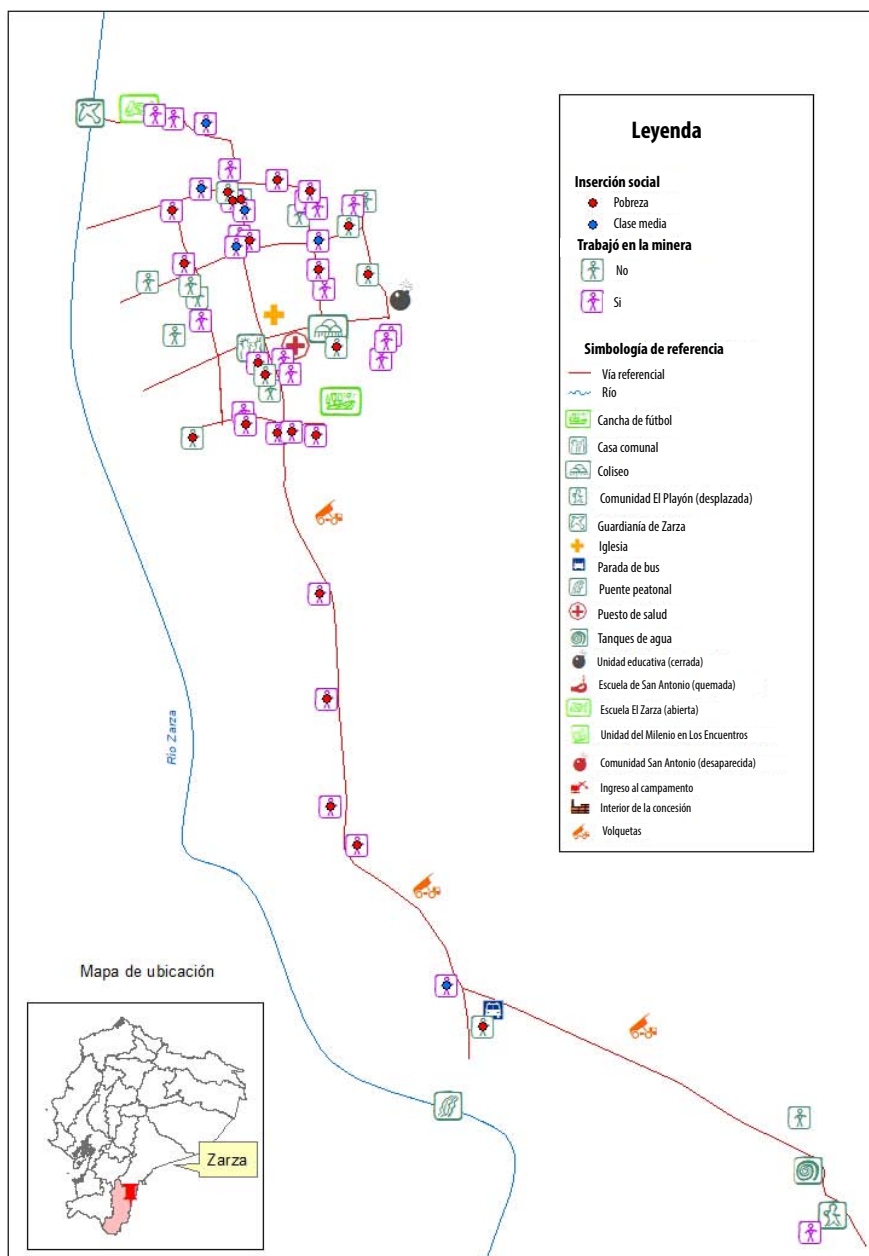 Leyenda
Inserción social
Pobreza
Clase media
Trabajó en la minera
No
Si
Simbología de referencia
Vía referencial
Río
Cancha de fútbol
Casa comunal
Coliseo
Comunidad El Playón (desplazada)
Guardianía de Zarza
Iglesia
Parada de bus
Puente peatonal
Puesto de salud
Tanques de agua
Unidad educativa (cerrada)
Escuela de San Antonio (quemada)
Escuela El Zarza (abierta)
Unidad del Milenio en Los Encuentros
Comunidad San Antonio (desaparecida)
Ingreso al campamento
Interior de la concesión
Volquetas
Río Zarza
Mapa de ubicación
Zarza